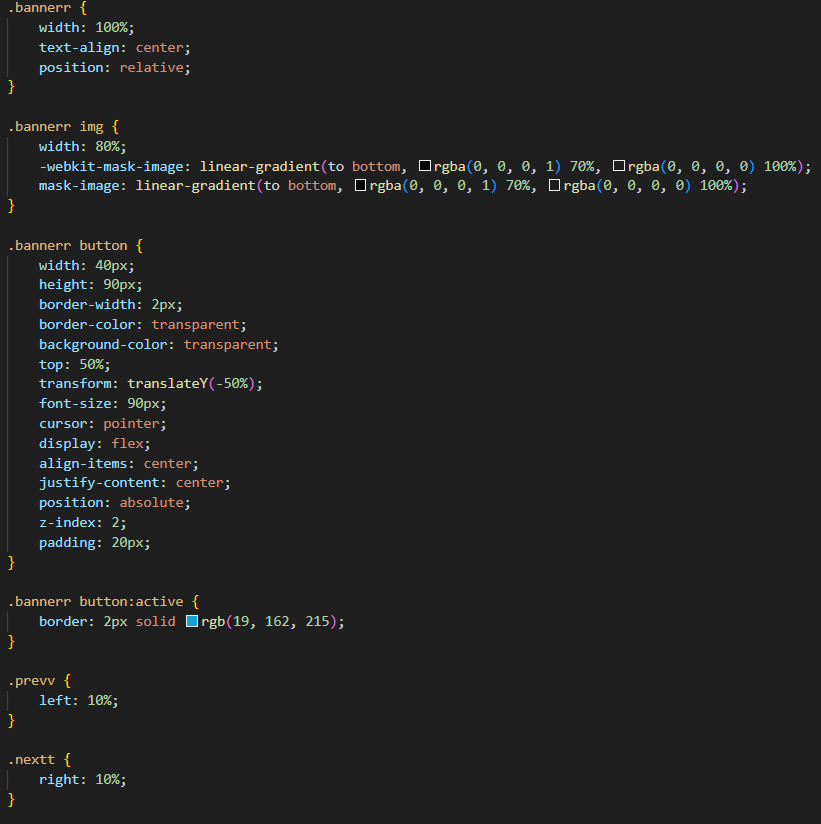 .bannerr {
    width: 100%;
    text-align: center;
    position: relative;
}

.bannerr img {
    width: 80%;
    -webkit-mask-image: linear-gradient(to bottom, rgba(0, 0, 0, 1) 70%, rgba(0, 0, 0, 0) 100%);
    mask-image: linear-gradient(to bottom, rgba(0, 0, 0, 1) 70%, rgba(0, 0, 0, 0) 100%);
}

.bannerr button {
    width: 40px;
    height: 90px;
    border-width: 2px;
    border-color: transparent;
    background-color: transparent;
    top: 50%;
    transform: translateY(-50%);
    font-size: 90px;
    cursor: pointer;
    display: flex;
    align-items: center;
    justify-content: center;
    position: absolute;
    z-index: 2;
    padding: 20px;
}

.bannerr button:active {
    border: 2px solid rgb(19, 162, 215);
}

.prevv {
    left: 10%;
}

.nextt {
    right: 10%;
}